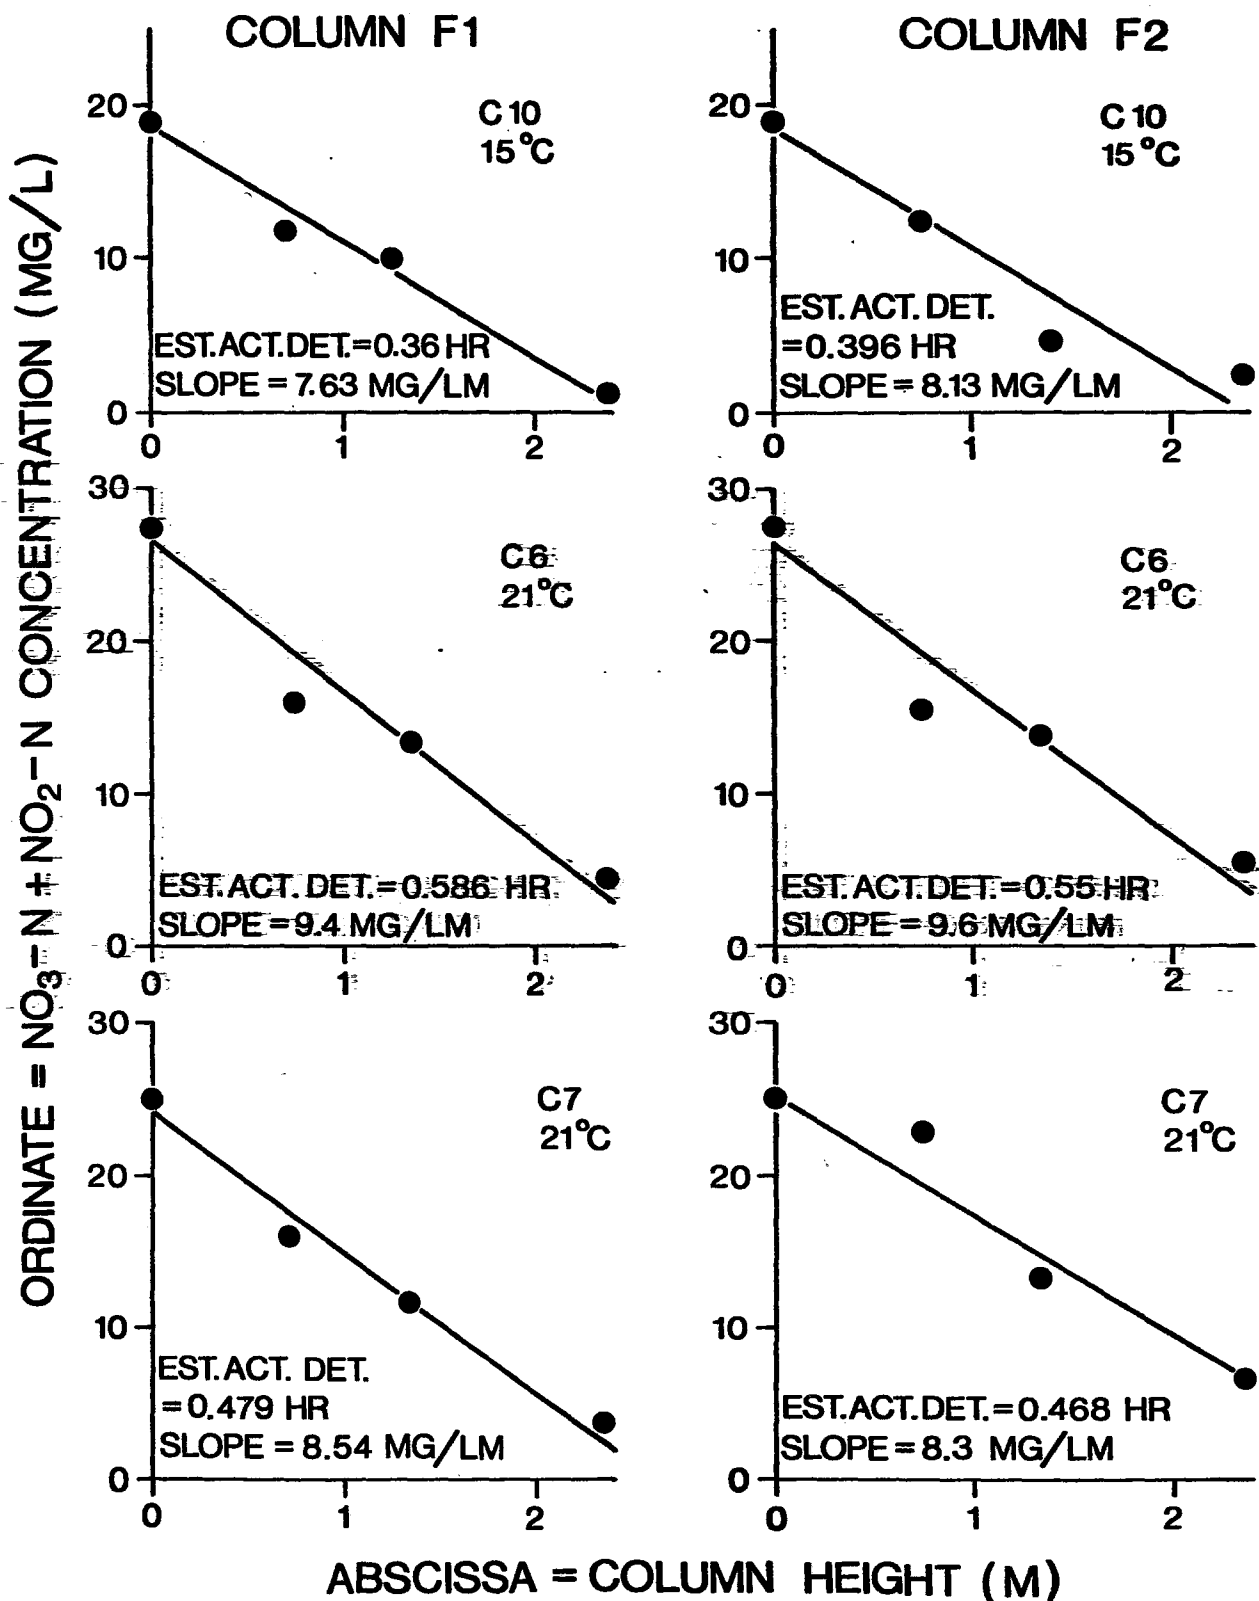 COLUMN F1
COLUMN F2
ORDINATE = NO₃-N + NO₂-N CONCENTRATION (MG/L)
20
10
0
0 1 2
C10
15°C
EST.ACT.DET.=0.36 HR
SLOPE = 7.63 MG/LM
20
10
0
0 1 2
C10
15°C
EST.ACT.DET.
=0.396 HR
SLOPE = 8.13 MG/LM
30
20
10
0
0 1 2
C6
21°C
EST.ACT.DET.=0.586 HR
SLOPE=9.4 MG/LM
30
20
10
0
0 1 2
C6
21°C
EST.ACT.DET.=0.55 HR
SLOPE = 9.6 MG/LM
30
20
10
0
0 1 2
C7
21°C
EST.ACT. DET.
=0.479 HR
SLOPE = 8.54 MG/LM
30
20
10
0
0 1 2
C7
21°C
EST.ACT.DET.=0.468 HR
SLOPE=8.3 MG/LM
ABSCISSA = COLUMN HEIGHT (M)